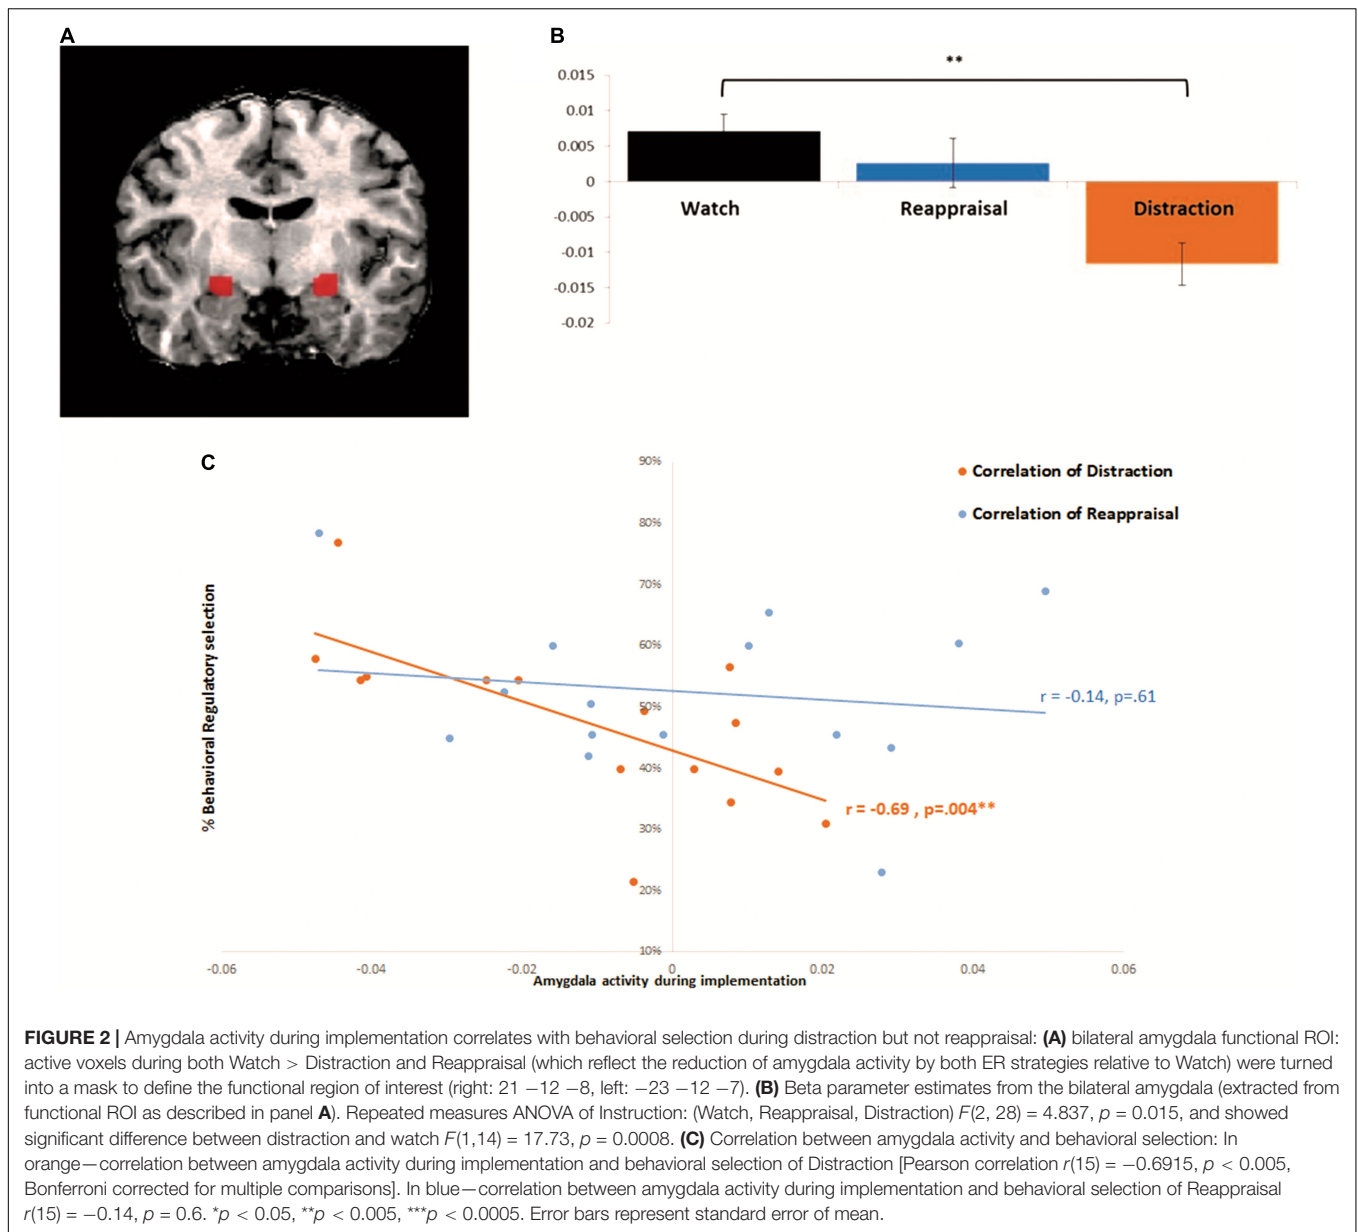 A
B
**
0.015
0.01
0.005
0
-0.005
-0.01
-0.015
-0.02
Watch
Reappraisal
Distraction
C
90%
80%
70%
60%
50%
40%
30%
20%
10%
% Behavioral Regulatory selection
Correlation of Distraction
Correlation of Reappraisal
r = -0.14, p=.61
r = -0.69 , p=.004**
-0.06
-0.04
-0.02
0
0.02
0.04
0.06
Amygdala activity during implementation
FIGURE 2 | Amygdala activity during implementation correlates with behavioral selection during distraction but not reappraisal: (A) bilateral amygdala functional ROI:
active voxels during both Watch > Distraction and Reappraisal (which reflect the reduction of amygdala activity by both ER strategies relative to Watch) were turned
into a mask to define the functional region of interest (right: 21 −12 −8, left: −23 −12 −7). (B) Beta parameter estimates from the bilateral amygdala (extracted from
functional ROI as described in panel A). Repeated measures ANOVA of Instruction: (Watch, Reappraisal, Distraction) F(2, 28) = 4.837, p = 0.015, and showed
significant difference between distraction and watch F(1,14) = 17.73, p = 0.0008. (C) Correlation between amygdala activity and behavioral selection: In
orange—correlation between amygdala activity during implementation and behavioral selection of Distraction [Pearson correlation r(15) = −0.6915, p < 0.005,
Bonferroni corrected for multiple comparisons]. In blue—correlation between amygdala activity during implementation and behavioral selection of Reappraisal
r(15) = −0.14, p = 0.6. *p < 0.05, **p < 0.005, ***p < 0.0005. Error bars represent standard error of mean.